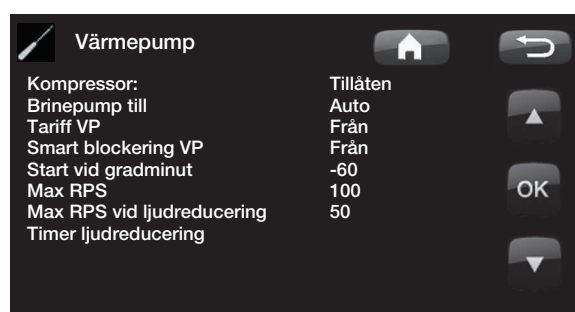 Värmepump
Kompressor: Tillåten
Brinepump till Auto
Tariff VP Från
Smart blockering VP Från
Start vid gradminut -60
Max RPS 100
Max RPS vid ljudreducering 50
Timer ljudreducering
OK